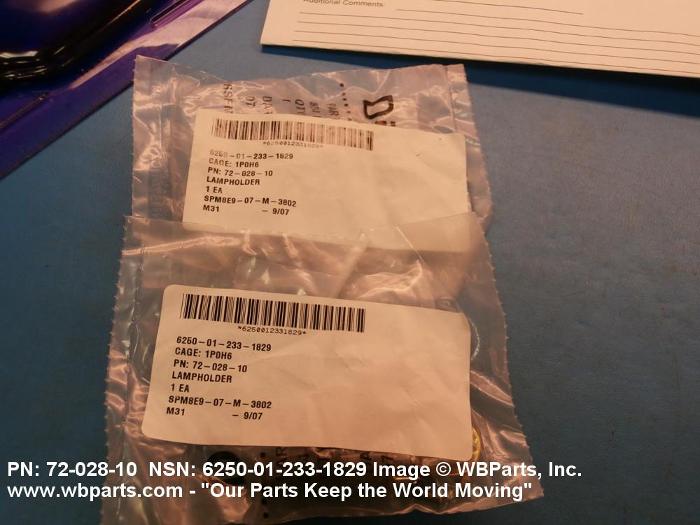 Additional Comments:
*6250012331829*
6250-01-233-1829
CAGE: 1P0H6
PN: 72-028-10
LAMPHOLDER
1 EA
SPM8E9-07-M-3802
M31 - 9/07
*6250012331829*
6250-01-233-1829
CAGE: 1P0H6
PN: 72-028-10
LAMPHOLDER
1 EA
SPM8E9-07-M-3802
M31 - 9/07
PN: 72-028-10 NSN: 6250-01-233-1829 Image © WBParts, Inc.
www.wbparts.com - "Our Parts Keep the World Moving"